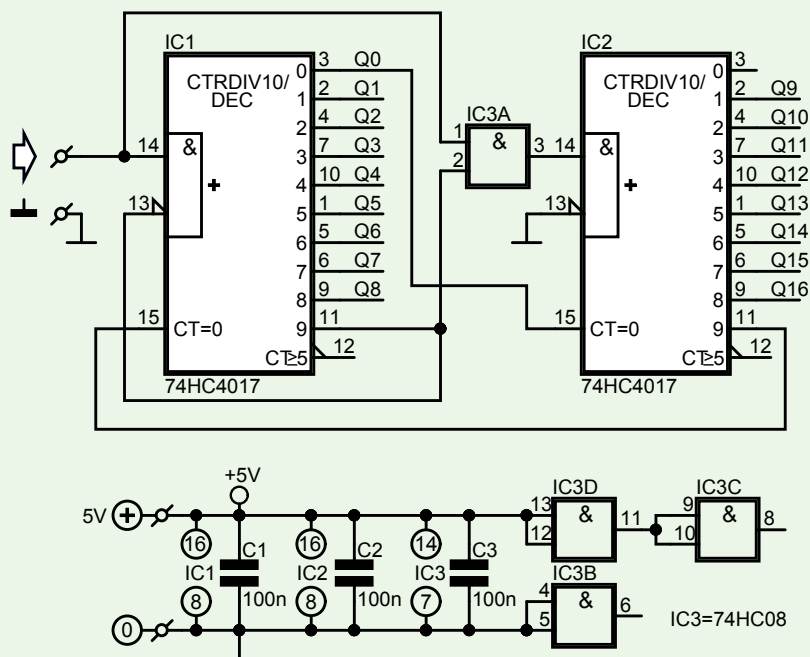 IC1
CTRDIV10/
DEC
&
+
14
13
15
CT=0
0
1
2
3
4
5
6
7
8
9
CT≥5
3 Q0
2 Q1
4 Q2
7 Q3
10 Q4
1 Q5
5 Q6
6 Q7
9 Q8
11
12
74HC4017
IC3A
1
2
&
3
IC2
CTRDIV10/
DEC
&
+
14
13
15
CT=0
0
1
2
3
4
5
6
7
8
9
CT≥5
3
2 Q9
4 Q10
7 Q11
10 Q12
1 Q13
5 Q14
6 Q15
9 Q16
11
12
74HC4017
+5V
5V +
0
16
IC1
8
C1
100n
16
IC2
8
C2
100n
14
IC3
7
C3
100n
IC3D
13
12
&
11
IC3C
9
10
&
8
IC3B
4
5
&
6
IC3=74HC08